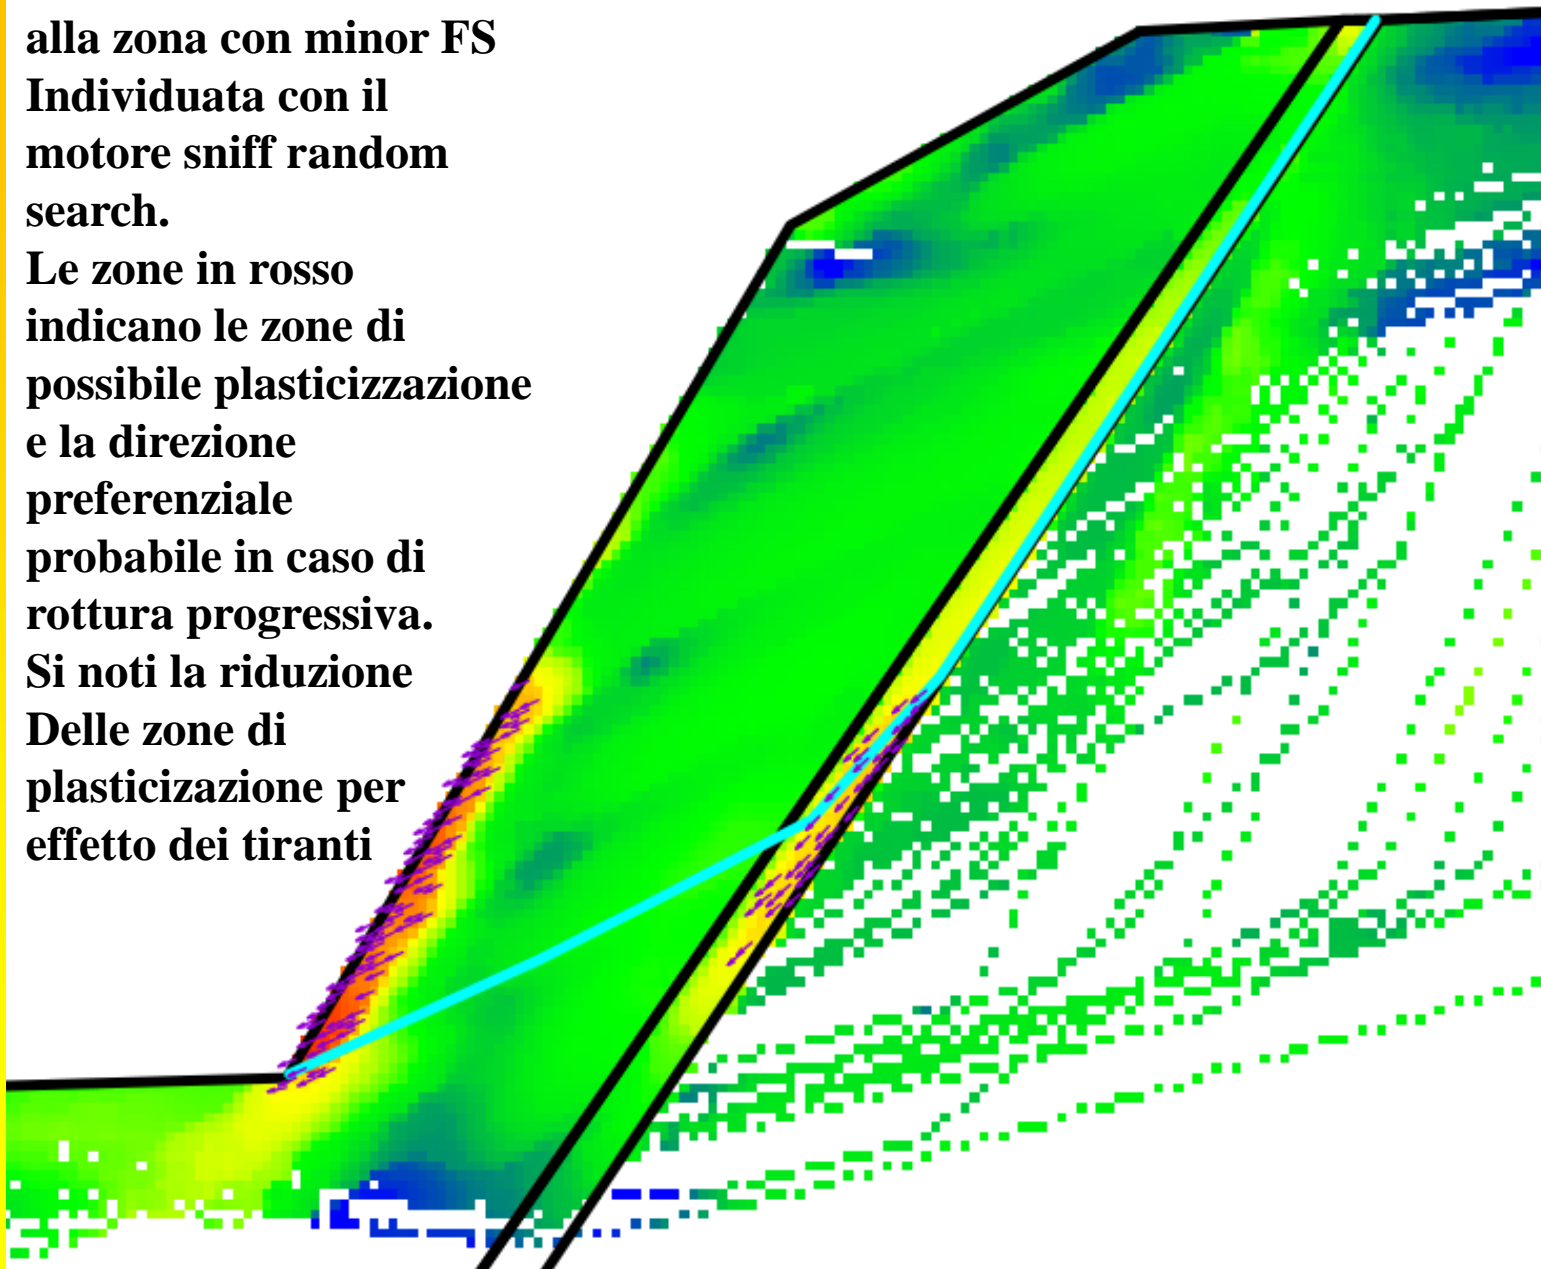 alla zona con minor FS
Individuata con il
motore sniff random
search.
Le zone in rosso
indicano le zone di
possibile plasticizzazione
e la direzione
preferenziale
probabile in caso di
rottura progressiva.
Si noti la riduzione
Delle zone di
plasticizazione per
effetto dei tiranti